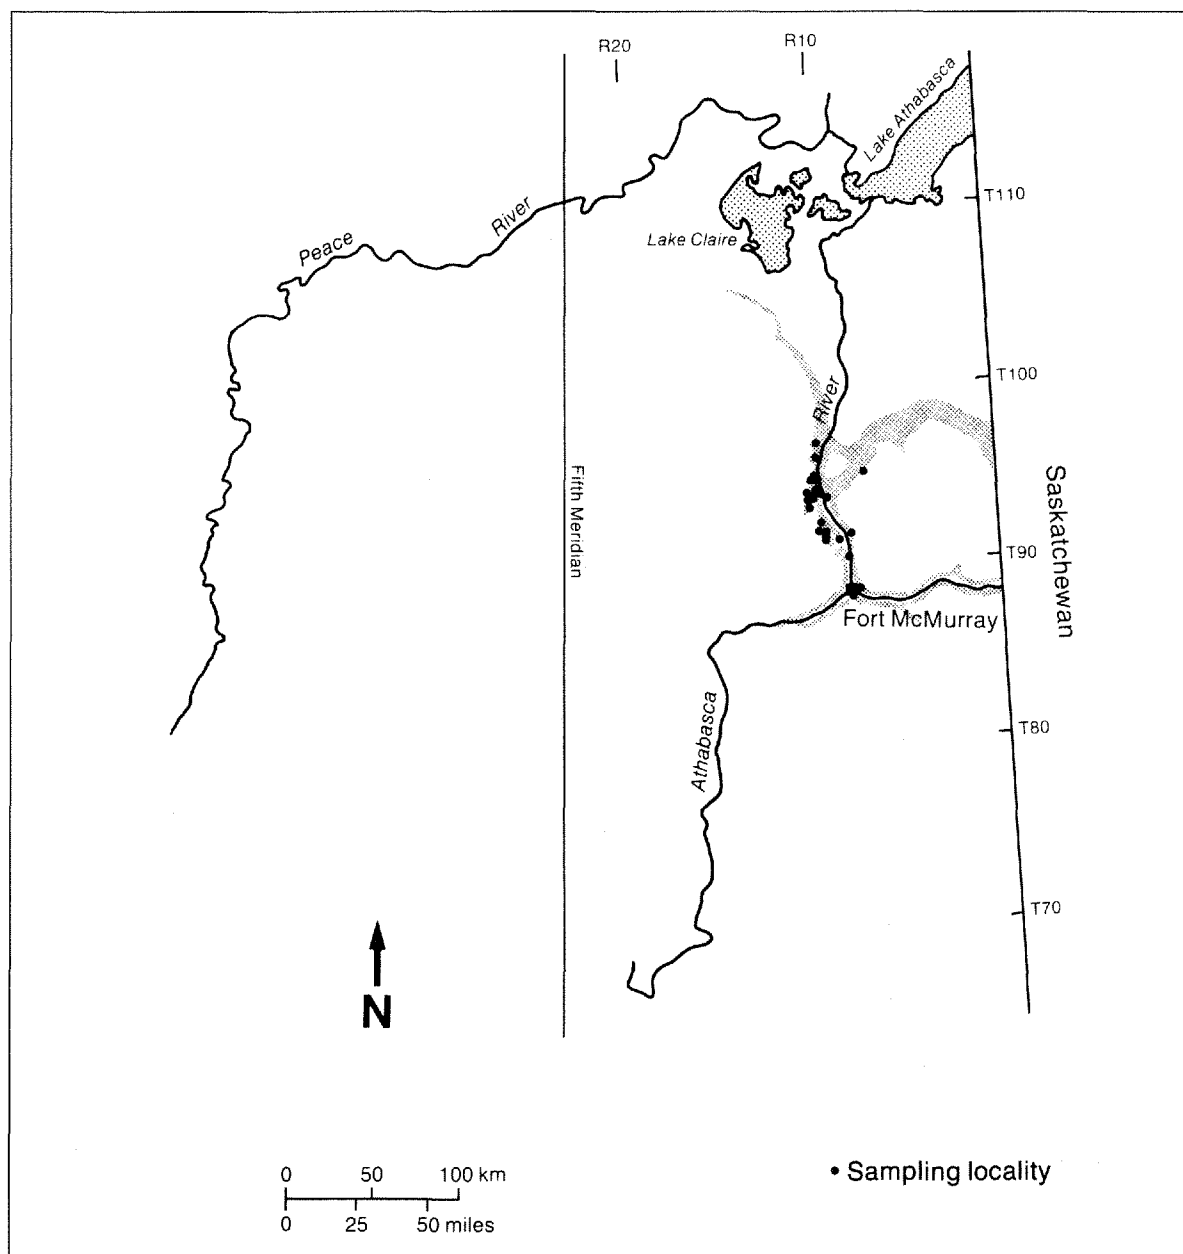 R20
R10
Lake Athabasca
T110
Peace
River
Lake Claire
T100
River
Fifth Meridian
Saskatchewan
T90
Fort McMurray
T80
Athabasca
T70
N
0 50 100 km
0 25 50 miles
• Sampling locality